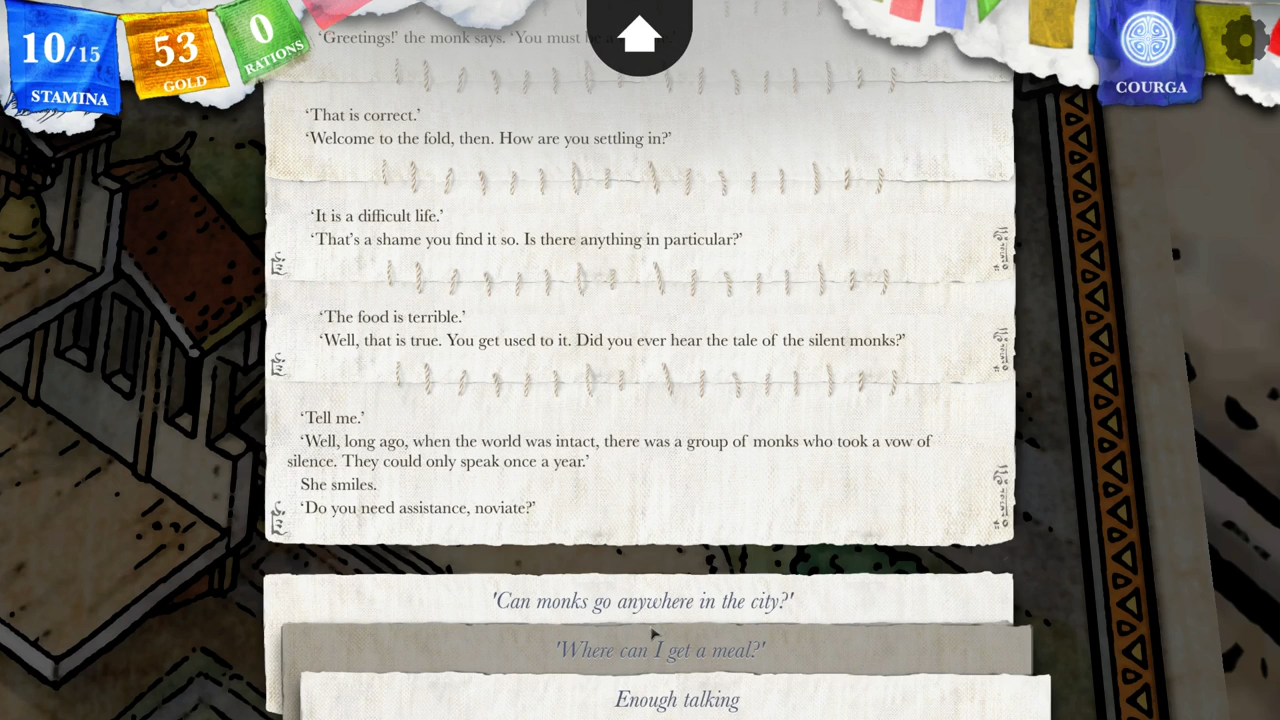 10/15
STAMINA
53
GOLD
0
RATIONS
COURGA
‘Greetings!’ the monk says. ‘You must be a
‘That is correct.’
‘Welcome to the fold, then. How are you settling in?’
‘It is a difficult life.’
‘That’s a shame you find it so. Is there anything in particular?’
‘The food is terrible.’
‘Well, that is true. You get used to it. Did you ever hear the tale of the silent monks?’
‘Tell me.’
‘Well, long ago, when the world was intact, there was a group of monks who took a vow of
silence. They could only speak once a year.’
She smiles.
‘Do you need assistance, noviate?’
'Can monks go anywhere in the city?'
'Where can I get a meal?'
Enough talking